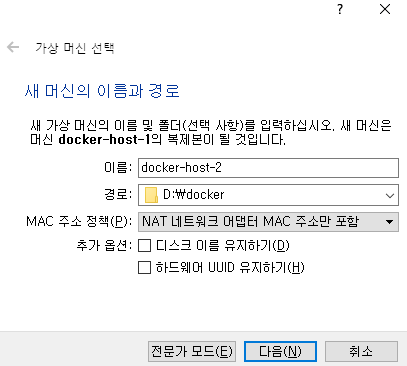 ?
가상 머신 선택
새 머신의 이름과 경로
새 가상 머신의 이름 및 폴더(선택 사항)를 입력하십시오. 새 머신은
머신 docker-host-1의 복제본이 될 것입니다.
이름: docker-host-2
경로: D:\docker
MAC 주소 정책(P): NAT 네트워크 어댑터 MAC 주소만 포함
추가 옵션: 디스크 이름 유지하기(D)
하드웨어 UUID 유지하기(H)
전문가 모드(E) 다음(N) 취소